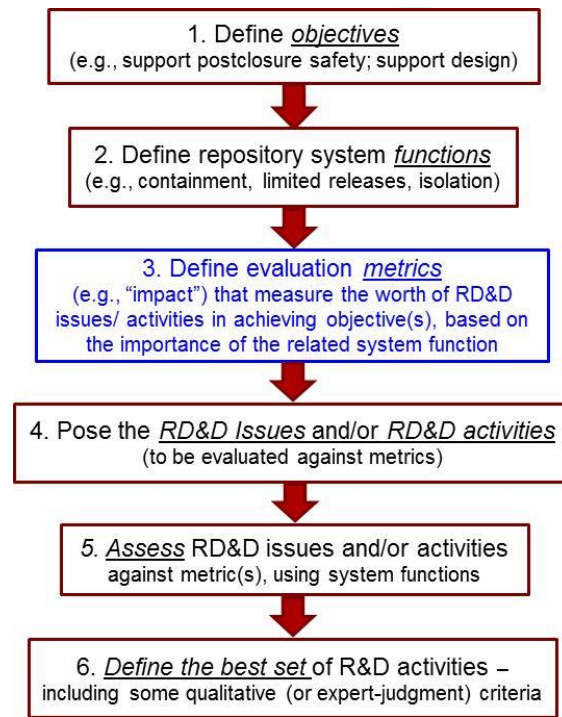 1. Define objectives
(e.g., support postclosure safety; support design)
2. Define repository system functions
(e.g., containment, limited releases, isolation)
3. Define evaluation metrics
(e.g., “impact”) that measure the worth of RD&D
issues/ activities in achieving objective(s), based on
the importance of the related system function
4. Pose the RD&D Issues and/or RD&D activities
(to be evaluated against metrics)
5. Assess RD&D issues and/or activities
against metric(s), using system functions
6. Define the best set of R&D activities –
including some qualitative (or expert-judgment) criteria